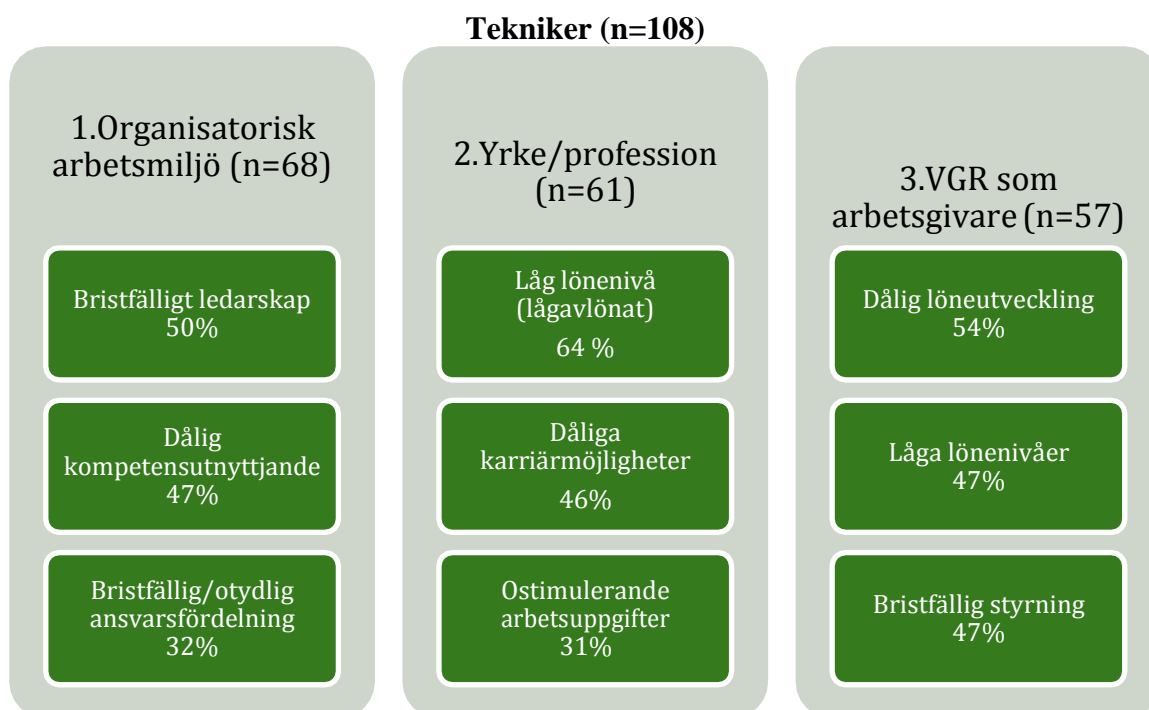 Tekniker (n=108)
1.Organisatorisk
arbetsmiljö (n=68)
Bristfälligt ledarskap
50%
Dålig
kompetensutnyttjande
47%
Bristfällig/otydlig
ansvarsfördelning
32%
2.Yrke/profession
(n=61)
Låg lönenivå
(lågavlönat)
64 %
Dåliga
karriärmöjligheter
46%
Ostimulerande
arbetsuppgifter
31%
3.VGR som
arbetsgivare (n=57)
Dålig löneutveckling
54%
Låga lönenivåer
47%
Bristfällig styrning
47%